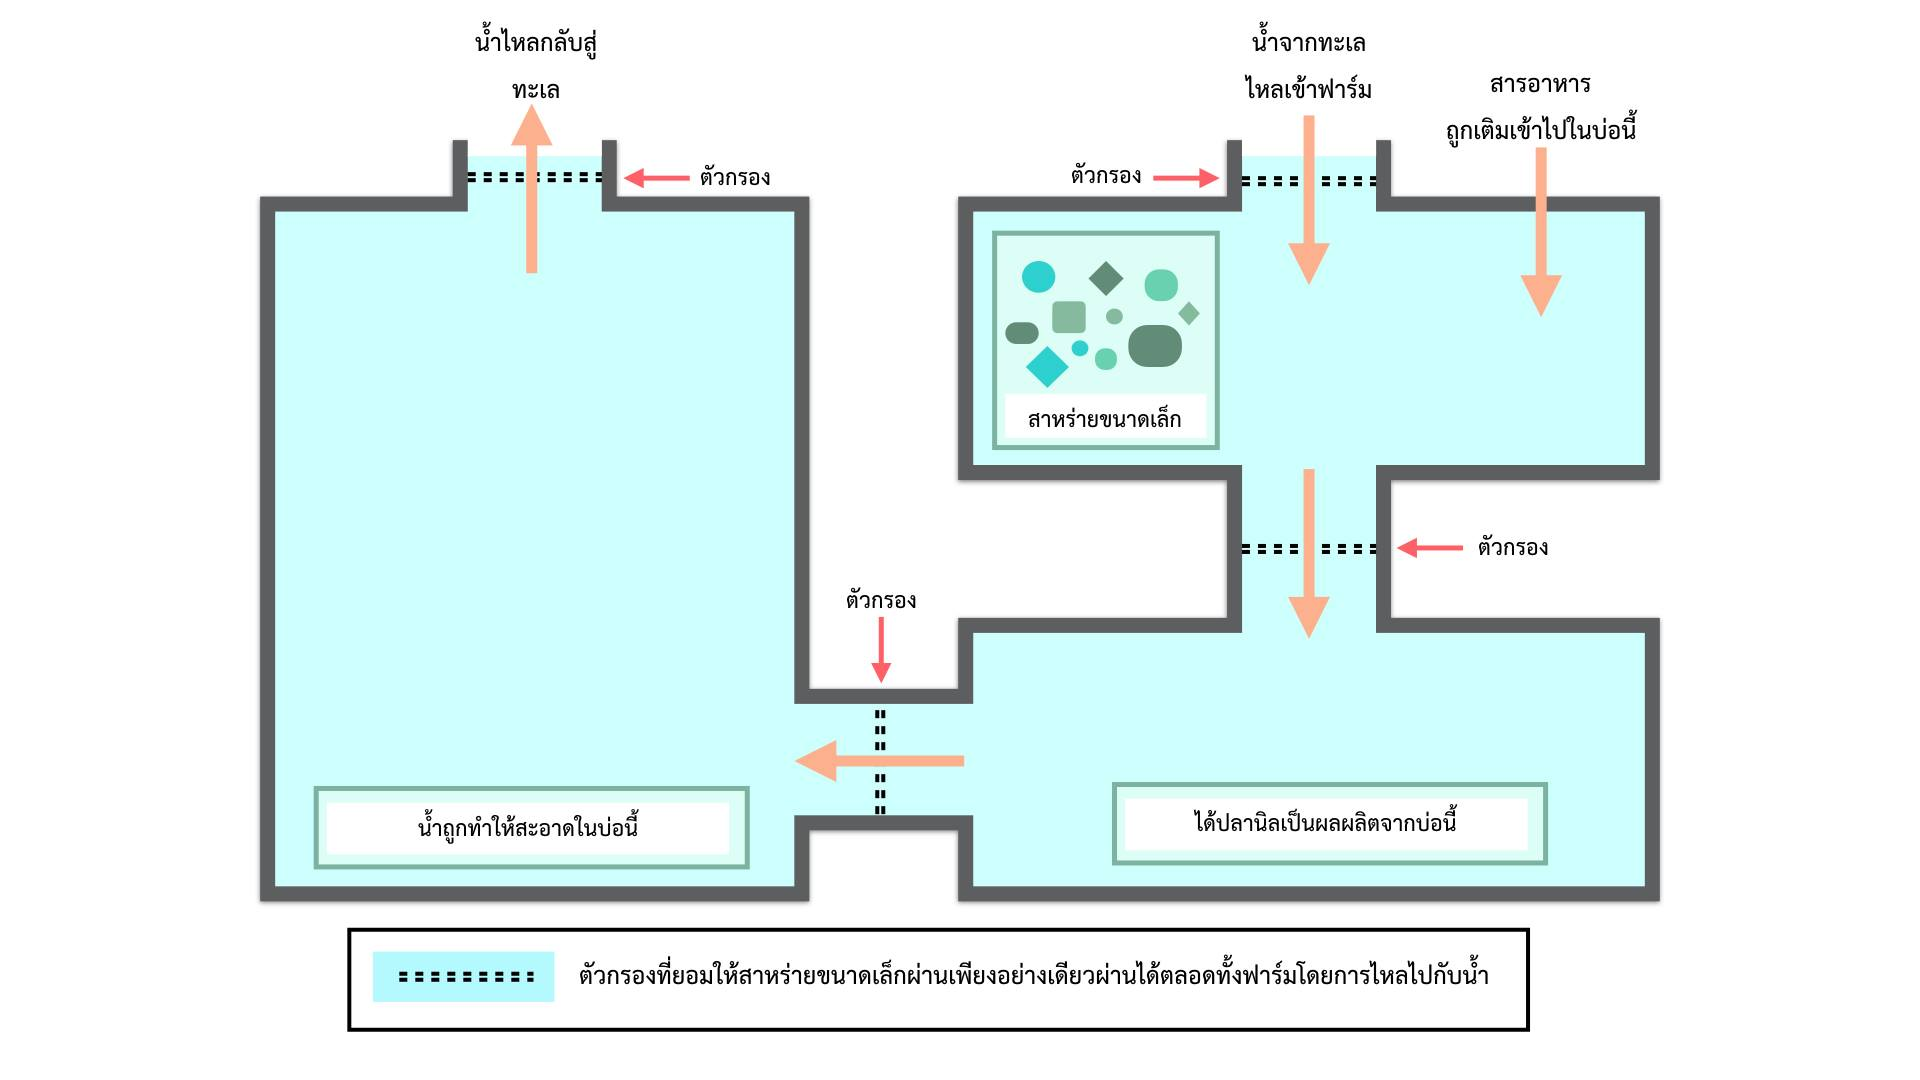 น้ำไหลกลับสู่
ทะเล
น้ำจากทะเล
ไหลเข้าฟาร์ม
สารอาหาร
ถูกเติมเข้าไปในบ่อนี้
ตัวกรอง
ตัวกรอง
สาหร่ายขนาดเล็ก
ตัวกรอง
ตัวกรอง
น้ำถูกทำให้สะอาดในบ่อนี้
ได้ปลานิลเป็นผลผลิตจากบ่อนี้
ตัวกรองที่ยอมให้สาหร่ายขนาดเล็กผ่านเพียงอย่างเดียวผ่านได้ตลอดทั้งฟาร์มโดยการไหลไปกับน้ำ